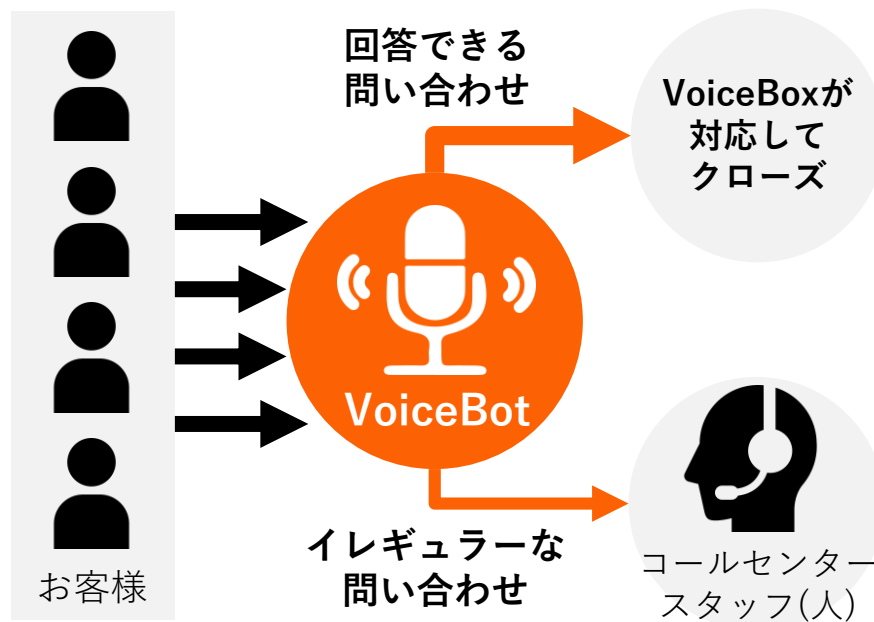 回答できる
問い合わせ
VoiceBoxが
対応して
クローズ
VoiceBot
イレギュラーな
問い合わせ
お客様
コールセンター
スタッフ(人)